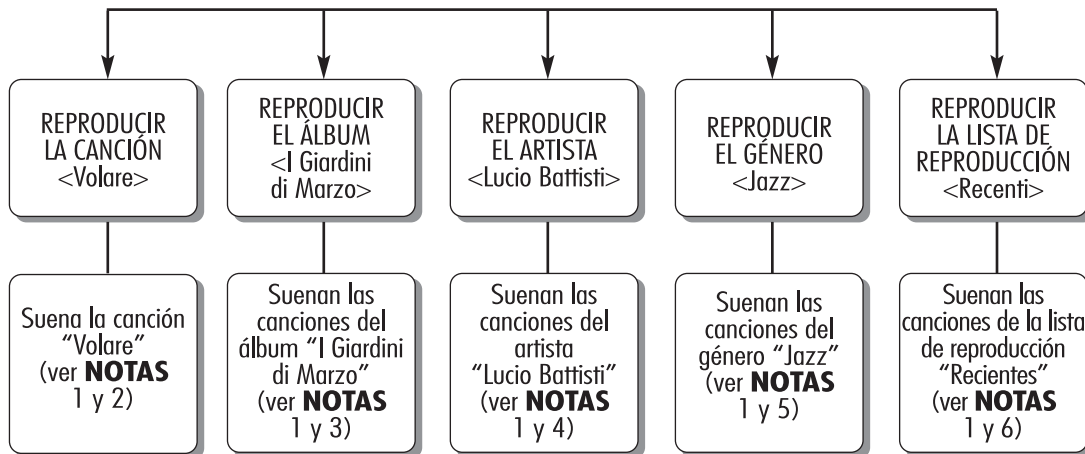 REPRODUCIR
LA CANCIÓN
<Volare>
REPRODUCIR
EL ÁLBUM
<I Giardini
di Marzo>
REPRODUCIR
EL ARTISTA
<Lucio Battisti>
REPRODUCIR
EL GÉNERO
<Jazz>
REPRODUCIR
LA LISTA DE
REPRODUCCIÓN
<Recenti>
Suena la canción
“Volare”
(ver NOTAS
1 y 2)
Suenan las
canciones del
álbum “I Giardini
di Marzo”
(ver NOTAS
1 y 3)
Suenan las
canciones del
artista
“Lucio Battisti”
(ver NOTAS
1 y 4)
Suenan las
canciones del
género “Jazz”
(ver NOTAS
1 y 5)
Suenan las
canciones de la lista
de reproducción
“Recientes”
(ver NOTAS
1 y 6)